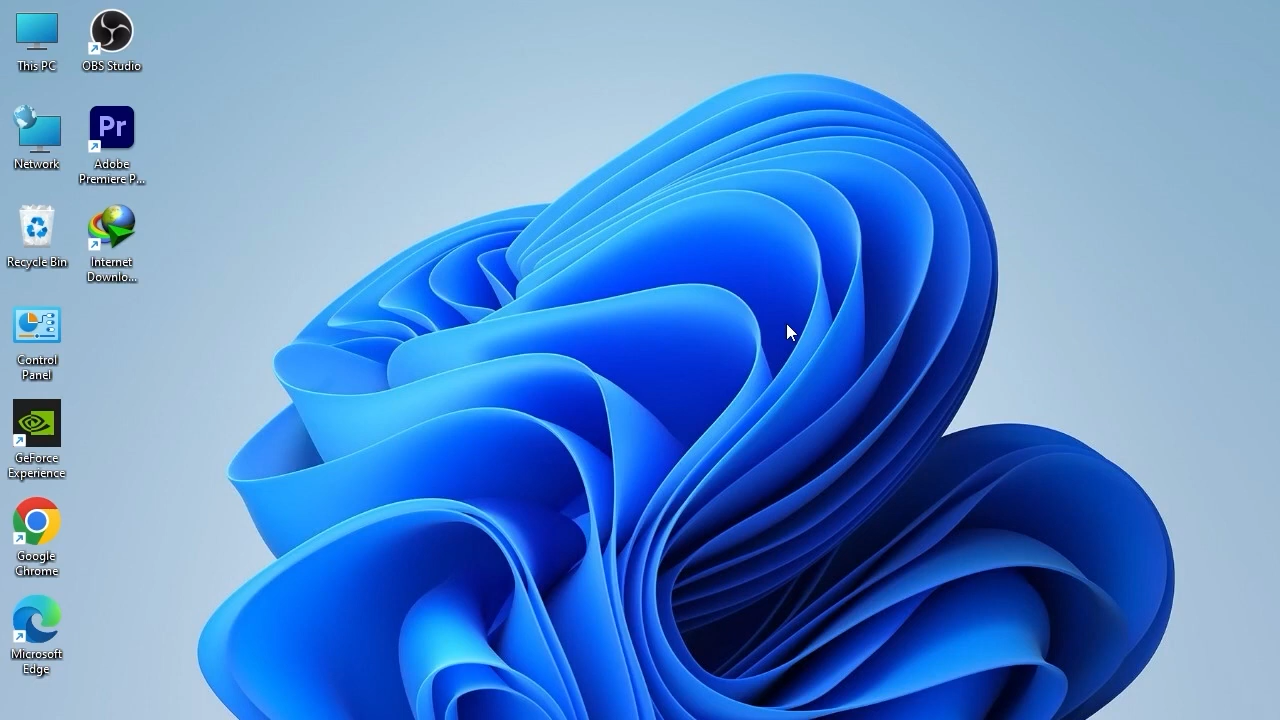 This PC
OBS Studio
Network
Pr
Adobe
Premiere P...
Recycle Bin
Internet
Downlo...
Control
Panel
GeForce
Experience
Google
Chrome
Microsoft
Edge